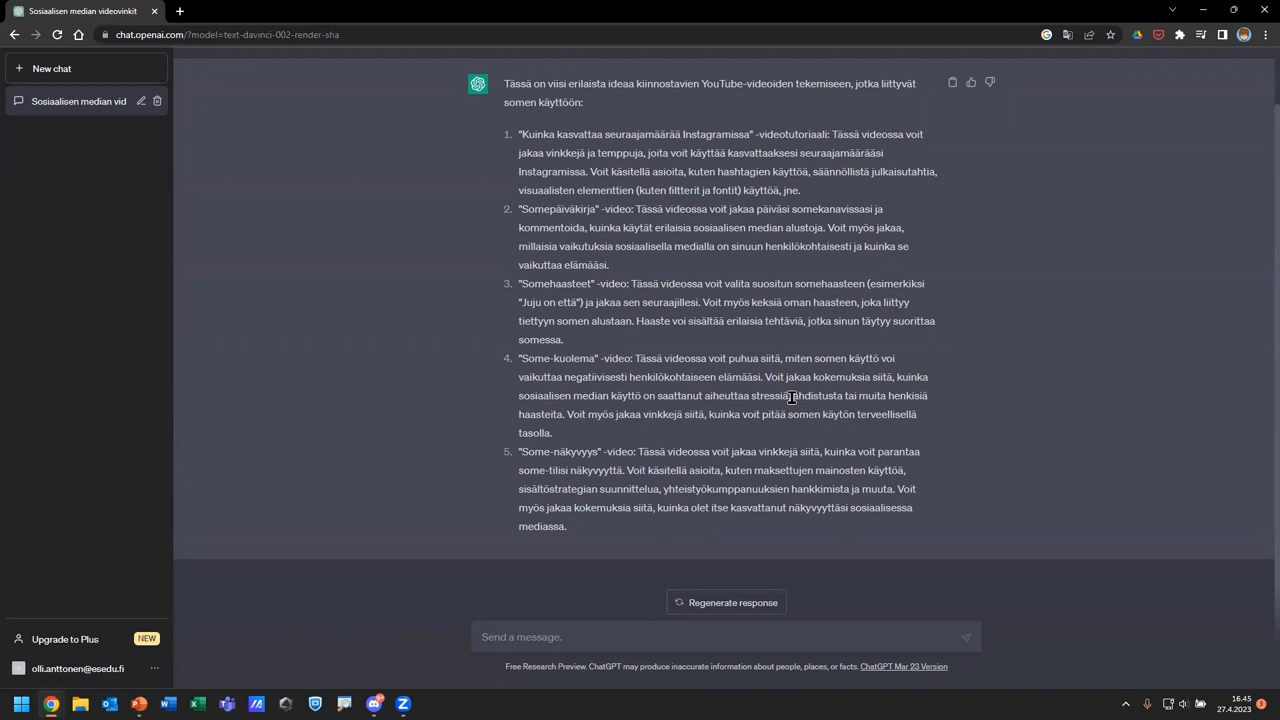 Sosiaalisen median videovinkit
chat.openai.com/?model=text-davinci-002-render-sha
New chat
Sosiaalisen median vid
Tässä on viisi erilaista ideaa kiinnostavien YouTube-videoiden tekemiseen, jotka liittyvät
somen käyttöön:
1. "Kuinka kasvattaa seuraajamäärää Instagramissa" -videotutoriaali: Tässä videossa voit
jakaa vinkkejä ja temppuja, joita voit käyttää kasvattaaksesi seuraajamäärääsi
Instagramissa. Voit käsitellä asioita, kuten hashtagien käyttöä, säännöllistä julkaisutahtia,
visuaalisten elementtien (kuten filtterit ja fontit) käyttöä, jne.
2. "Somepäiväkirja" -video: Tässä videossa voit jakaa päiväsi somekanavissasi ja
kommentoida, kuinka käytät erilaisia sosiaalisen median alustoja. Voit myös jakaa,
millaisia vaikutuksia sosiaalisella medialla on sinuun henkilökohtaisesti ja kuinka se
vaikuttaa elämääsi.
3. "Somehaasteet" -video: Tässä videossa voit valita suositun somehaasteen (esimerkiksi
"Juju on että") ja jakaa sen seuraajillesi. Voit myös keksiä oman haasteen, joka liittyy
tiettyyn somen alustaan. Haaste voi sisältää erilaisia tehtäviä, jotka sinun täytyy suorittaa
somessa.
4. "Some-kuolema" -video: Tässä videossa voit puhua siitä, miten somen käyttö voi
vaikuttaa negatiivisesti henkilökohtaiseen elämääsi. Voit jakaa kokemuksia siitä, kuinka
sosiaalisen median käyttö on saattanut aiheuttaa stressiä, ahdistusta tai muita henkisiä
haasteita. Voit myös jakaa vinkkejä siitä, kuinka voit pitää somen käytön terveellisellä
tasolla.
5. "Some-näkyvyys" -video: Tässä videossa voit jakaa vinkkejä siitä, kuinka voit parantaa
some-tilisi näkyvyyttä. Voit käsitellä asioita, kuten maksettujen mainosten käyttöä,
sisältöstrategian suunnittelua, yhteistyökumppanuuksien hankkimista ja muuta. Voit
myös jakaa kokemuksia siitä, kuinka olet itse kasvattanut näkyvyyttäsi sosiaalisessa
mediassa.
Regenerate response
Send a message.
Free Research Preview. ChatGPT may produce inaccurate information about people, places, or facts. ChatGPT Mar 23 Version
Upgrade to Plus
NEW
olli.anttonen@esedu.fi
16.45
27.4.2023